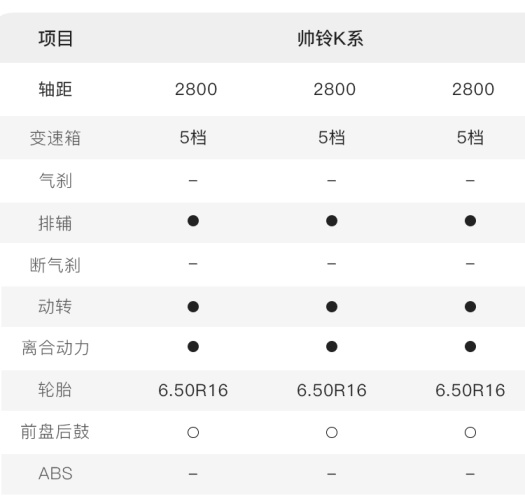 项目 帅铃K系
轴距 2800 2800 2800
变速箱 5档 5档 5档
气刹 – – –
排辅 ● ● ●
断气刹 – – –
动转 ● ● ●
离合动力 ● ● ●
轮胎 6.50R16 6.50R16 6.50R16
前盘后鼓 ○ ○ ○
ABS – – –